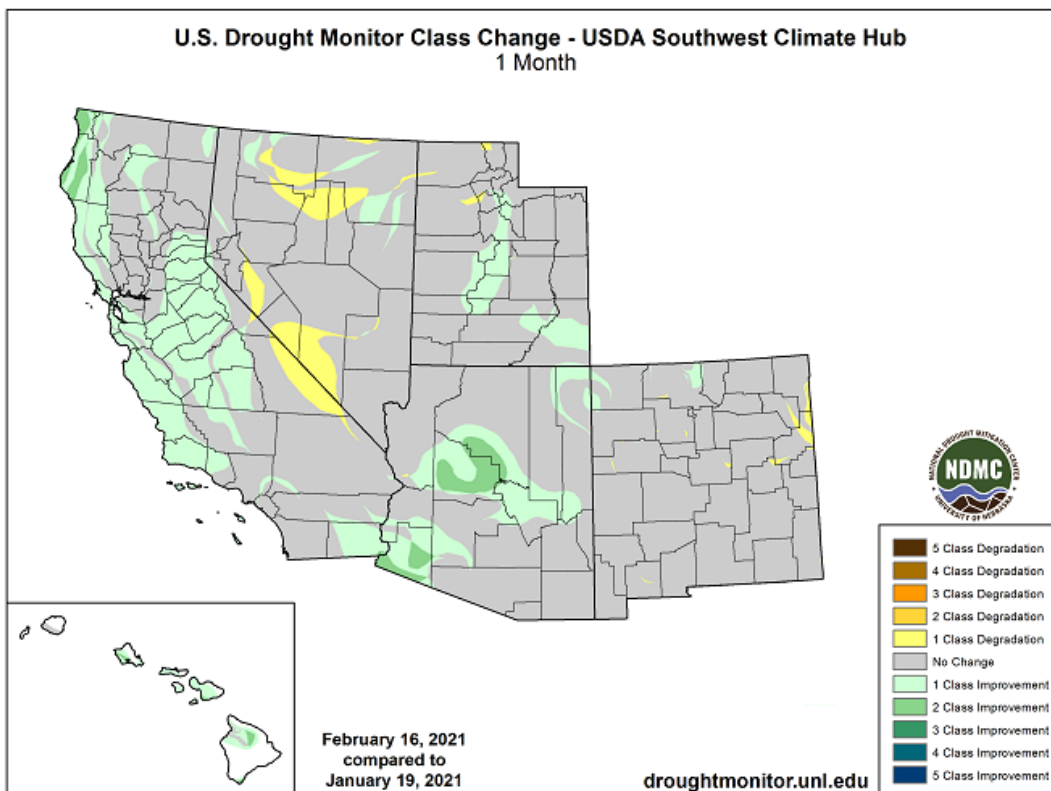 U.S. Drought Monitor Class Change - USDA Southwest Climate Hub
1 Month
NATIONAL DROUGHT MITIGATION CENTER
NDMC
UNIVERSITY OF NEBRASKA
5 Class Degradation
4 Class Degradation
3 Class Degradation
2 Class Degradation
1 Class Degradation
No Change
1 Class Improvement
2 Class Improvement
3 Class Improvement
4 Class Improvement
5 Class Improvement
February 16, 2021
compared to
January 19, 2021
droughtmonitor.unl.edu